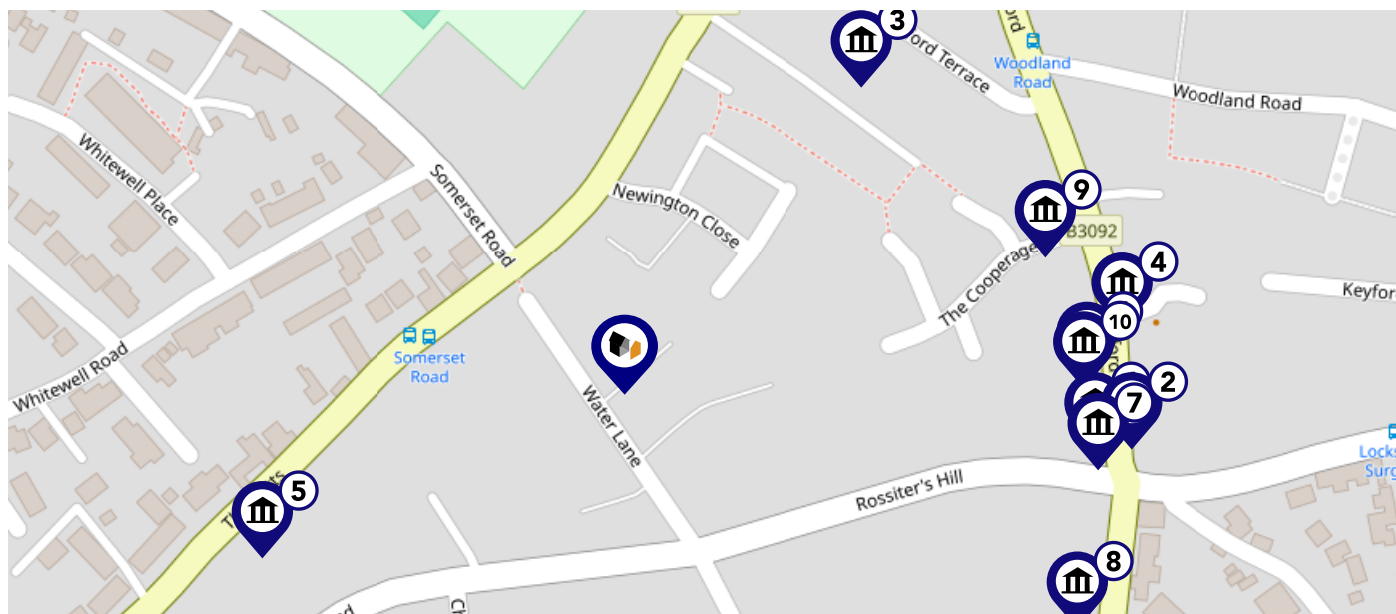 3
ord Terrace
ord
Woodland
Road
Woodland Road
Whitewell Place
Somerset Road
Newington Close
9
B3092
The Cooperage
4
Keyfor
10
Somerset
Road
Whitewell Road
Water Lane
2
7
Locks
Surg
Rossiter's Hill
5
8